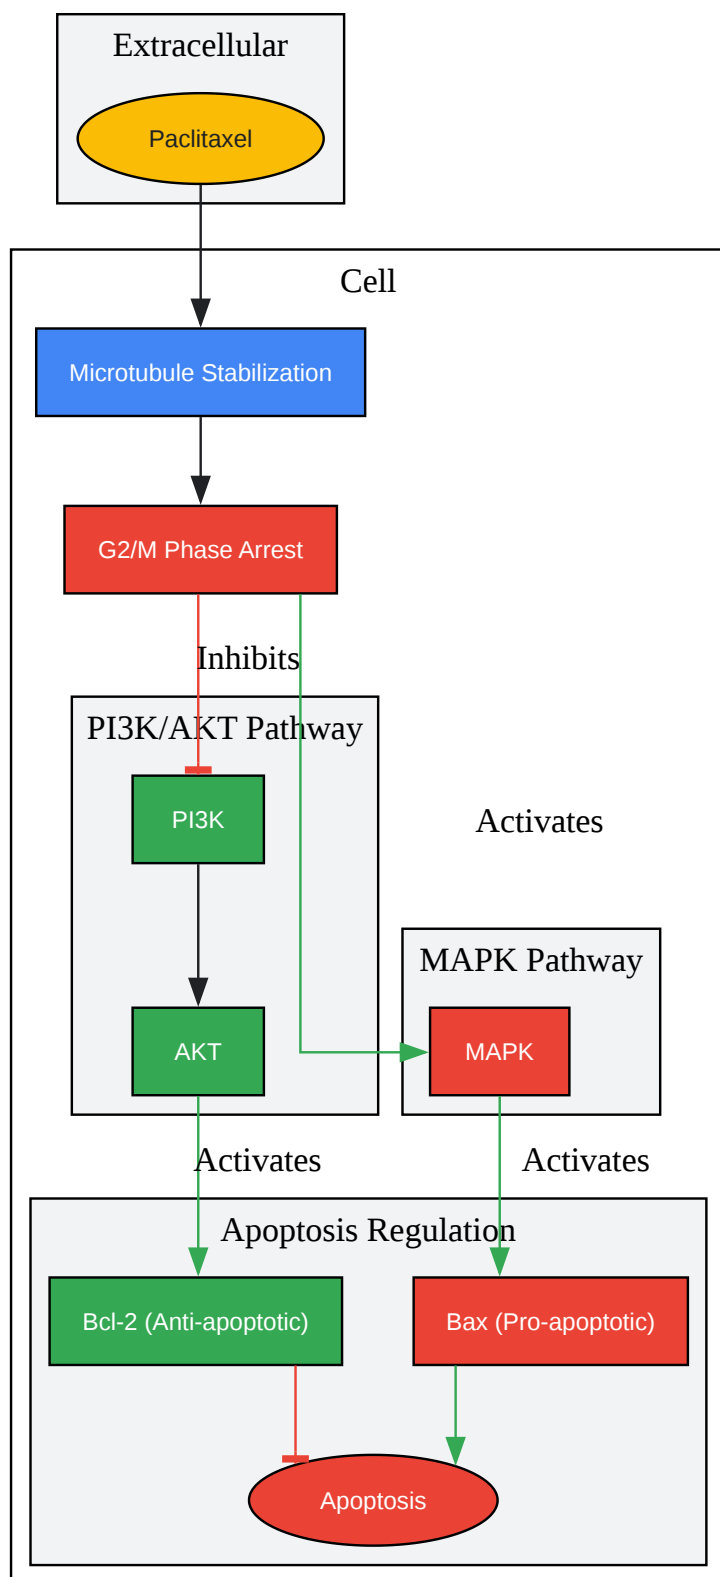 Extracellular
Paclitaxel
Cell
Microtubule Stabilization
G2/M Phase Arrest
Inhibits
PI3K/AKT Pathway
PI3K
Activates
MAPK Pathway
AKT
MAPK
Activates
Activates
Apoptosis Regulation
Bcl-2 (Anti-apoptotic)
Bax (Pro-apoptotic)
Apoptosis